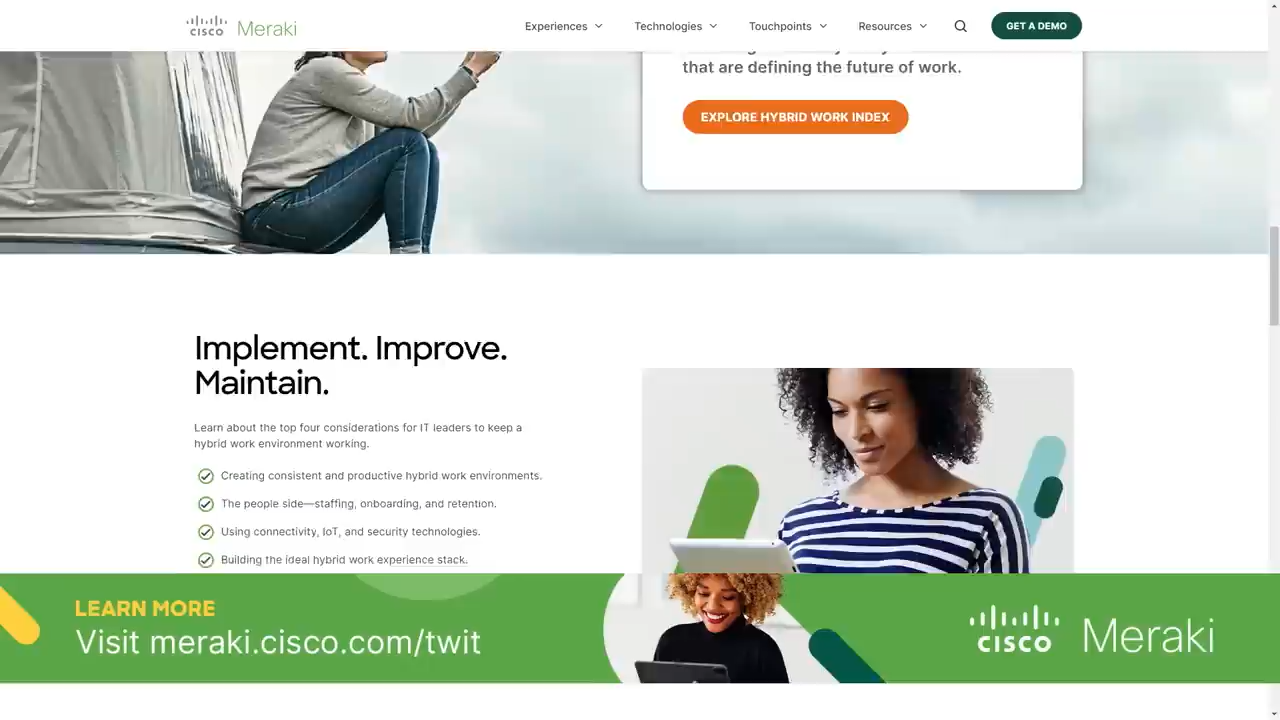 CISCO Meraki
Experiences Technologies Touchpoints Resources GET A DEMO
that are defining the future of work.
EXPLORE HYBRID WORK INDEX
Implement. Improve.
Maintain.
Learn about the top four considerations for IT leaders to keep a
hybrid work environment working.
Creating consistent and productive hybrid work environments.
The people side—staffing, onboarding, and retention.
Using connectivity, IoT, and security technologies.
Building the ideal hybrid work experience stack.
LEARN MORE
Visit meraki.cisco.com/twit
CISCO Meraki